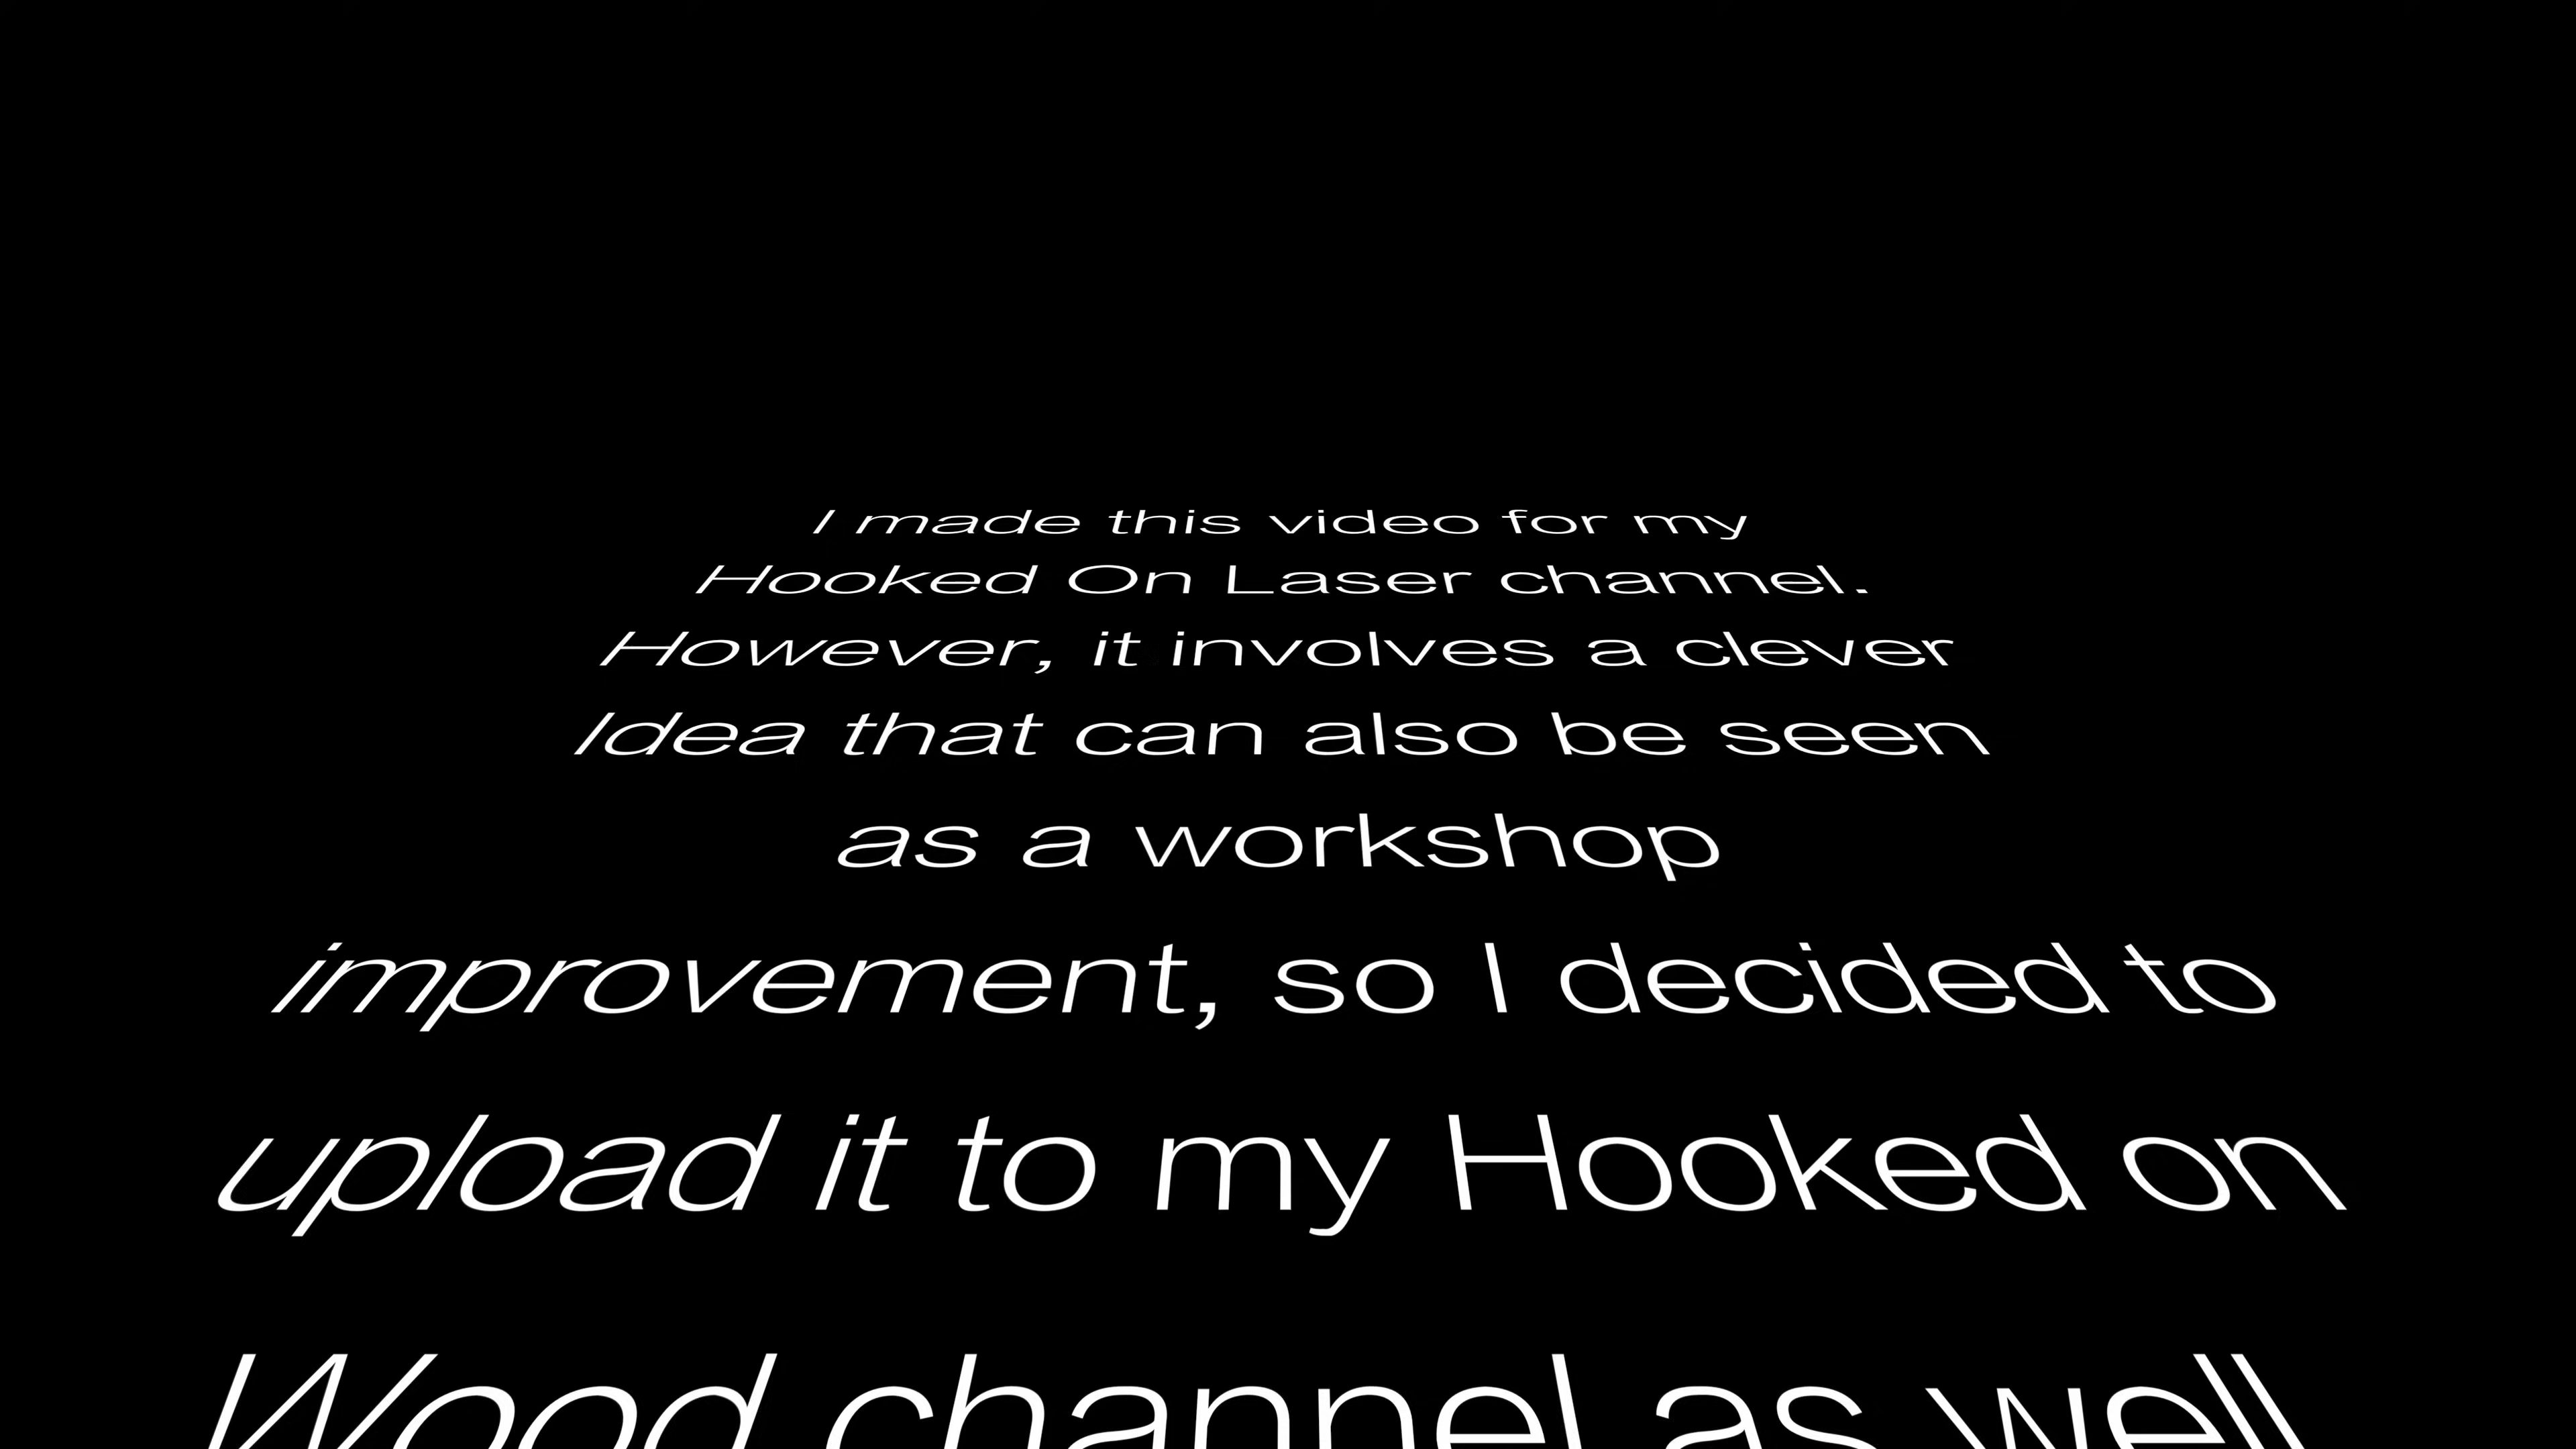 I made this video for my
Hooked On Laser channel.
However, it involves a clever
Idea that can also be seen
as a workshop
improvement, so I decided to
upload it to my Hooked on
Wood channel as well